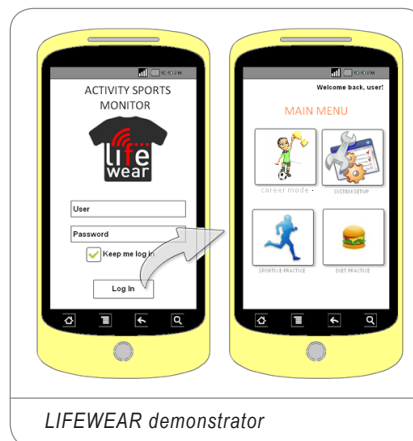 ACTIVITY SPORTS
MONITOR
life
wear
User
Password
Keep me log in
Log In
Welcome back, user!
MAIN MENU
career mode
SYSTEM SETUP
SPORTIVE PRACTICE
DIET PRACTICE
LIFEWEAR demonstrator